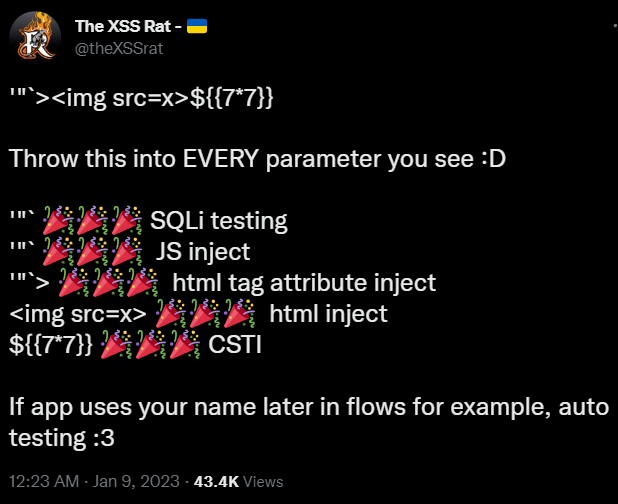 The XSS Rat - 🇺🇦
@theXSSrat
'"`><img src=x>${{7*7}}
Throw this into EVERY parameter you see :D
'"` 🎉🎉🎉 SQLi testing
'"` 🎉🎉🎉 JS inject
'"`> 🎉🎉🎉 html tag attribute inject
<img src=x> 🎉🎉🎉 html inject
${{7*7}} 🎉🎉🎉 CSTI
If app uses your name later in flows for example, auto
testing :3
12:23 AM · Jan 9, 2023 · 43.4K Views